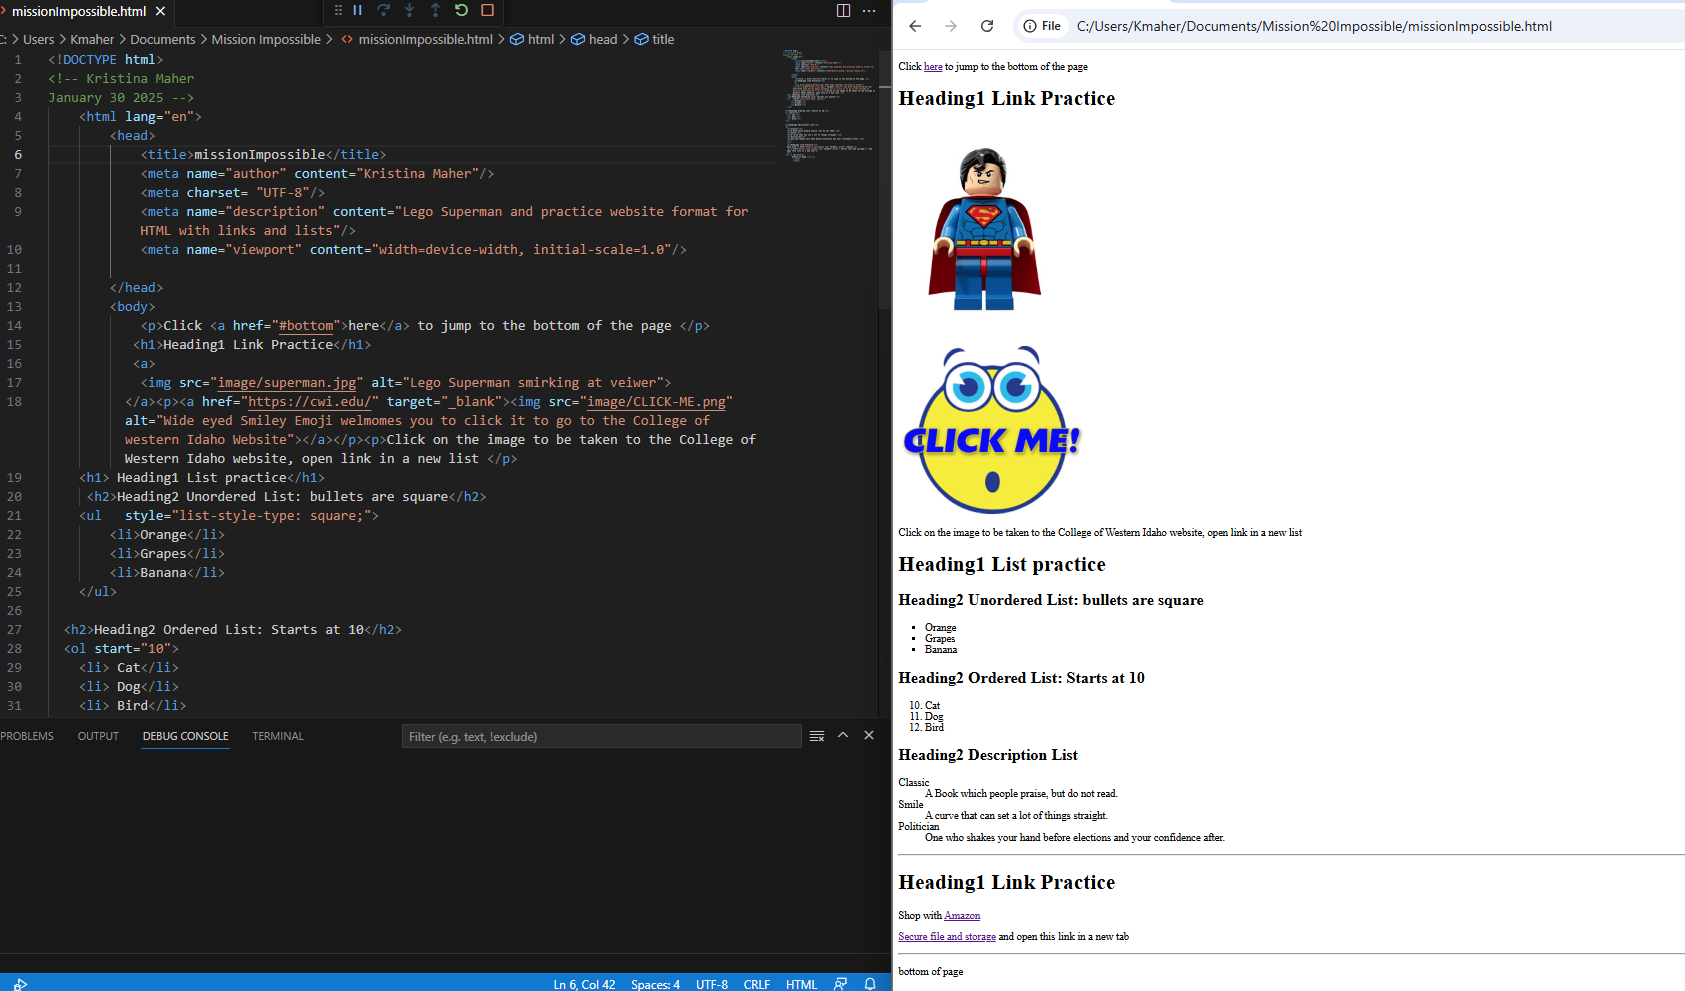 missionImpossible.html
C: > Users > Kmaher > Documents > Mission Impossible > missionImpossible.html > html > head > title
1 <!DOCTYPE html>
2 <!-- Kristina Maher
3 January 30 2025 -->
4 <html lang="en">
5 <head>
6 <title>missionImpossible</title>
7 <meta name="author" content="Kristina Maher"/>
8 <meta charset= "UTF-8"/>
9 <meta name="description" content="Lego Superman and practice website format for
HTML with links and lists"/>
10 <meta name="viewport" content="width=device-width, initial-scale=1.0"/>
11
12 </head>
13 <body>
14 <p>Click <a href="#bottom">here</a> to jump to the bottom of the page </p>
15 <h1>Heading1 Link Practice</h1>
16 <a>
17 <img src="image/superman.jpg" alt="Lego Superman smirking at veiwer">
18 </a><p><a href="https://cwi.edu/" target="_blank"><img src="image/CLICK-ME.png"
alt="Wide eyed Smiley Emoji welmomes you to click it to go to the College of
western Idaho Website"></a></p><p>Click on the image to be taken to the College of
Western Idaho website, open link in a new list </p>
19 <h1> Heading1 List practice</h1>
20 <h2>Heading2 Unordered List: bullets are square</h2>
21 <ul   style="list-style-type: square;">
22 <li>Orange</li>
23 <li>Grapes</li>
24 <li>Banana</li>
25 </ul>
26
27 <h2>Heading2 Ordered List: Starts at 10</h2>
28 <ol start="10">
29 <li> Cat</li>
30 <li> Dog</li>
31 <li> Bird</li>
PROBLEMS OUTPUT DEBUG CONSOLE TERMINAL Filter (e.g. text, !exclude)
Ln 6, Col 42 Spaces: 4 UTF-8 CRLF HTML
File C:/Users/Kmaher/Documents/Mission%20Impossible/missionImpossible.html
Click here to jump to the bottom of the page
Heading1 Link Practice
S
CLICK ME!
Click on the image to be taken to the College of Western Idaho website, open link in a new list
Heading1 List practice
Heading2 Unordered List: bullets are square
▪ Orange
▪ Grapes
▪ Banana
Heading2 Ordered List: Starts at 10
10. Cat
11. Dog
12. Bird
Heading2 Description List
Classic
A Book which people praise, but do not read.
Smile
A curve that can set a lot of things straight.
Politician
One who shakes your hand before elections and your confidence after.
Heading1 Link Practice
Shop with Amazon
Secure file and storage and open this link in a new tab
bottom of page